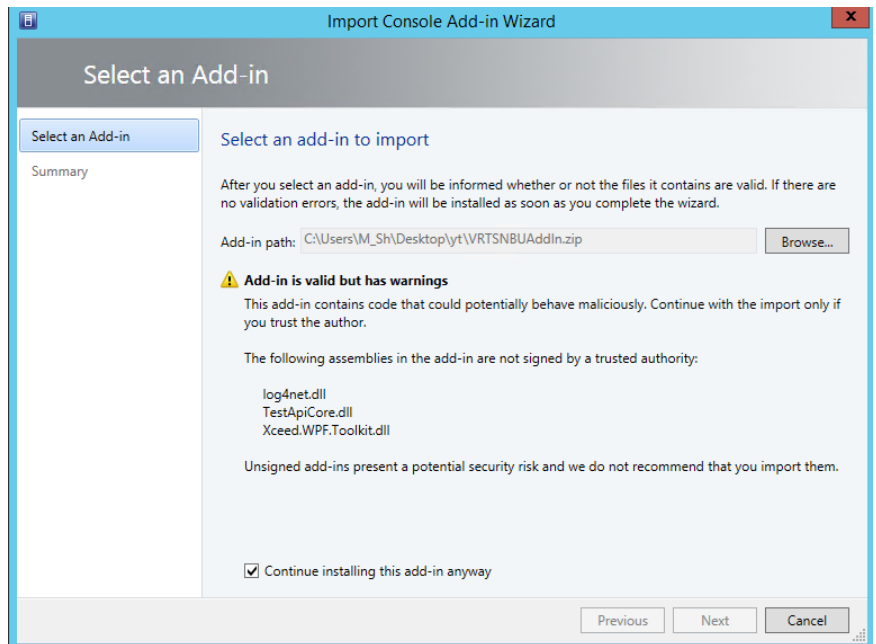 Import Console Add-in Wizard
x
Select an Add-in
Select an Add-in
Summary
Select an add-in to import
After you select an add-in, you will be informed whether or not the files it contains are valid. If there are
no validation errors, the add-in will be installed as soon as you complete the wizard.
Add-in path: C:\Users\M_Sh\Desktop\yt\VRTSNBUAddIn.zip Browse...
Add-in is valid but has warnings
This add-in contains code that could potentially behave maliciously. Continue with the import only if
you trust the author.
The following assemblies in the add-in are not signed by a trusted authority:
log4net.dll
TestApiCore.dll
Xceed.WPF.Toolkit.dll
Unsigned add-ins present a potential security risk and we do not recommend that you import them.
Continue installing this add-in anyway
Previous Next Cancel